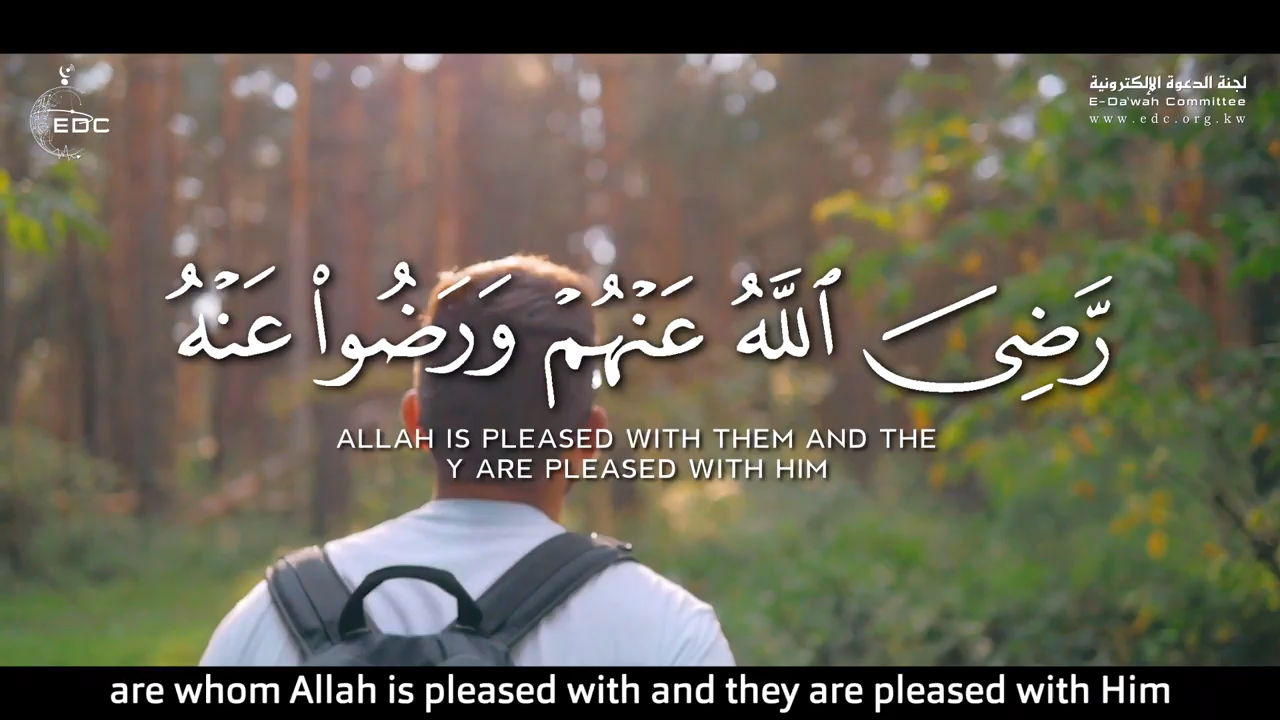 EDC
لجنة الدعوة الإلكترونية
E-Da'wah Committee
www.edc.org.kw
رَّضِىَ ٱللَّهُ عَنْهُمْ وَرَضُوا۟ عَنْهُ
ALLAH IS PLEASED WITH THEM AND THE
Y ARE PLEASED WITH HIM
are whom Allah is pleased with and they are pleased with Him